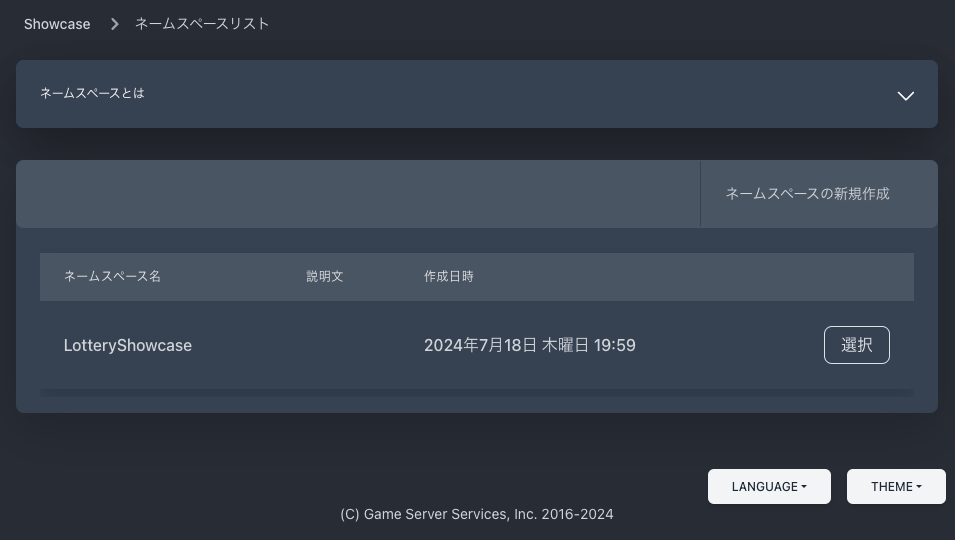 Showcase ネームスペースリスト
ネームスペースとは
ネームスペースの新規作成
ネームスペース名 説明文 作成日時
LotteryShowcase 2024年7月18日 木曜日 19:59 選択
LANGUAGE THEME
(C) Game Server Services, Inc. 2016-2024